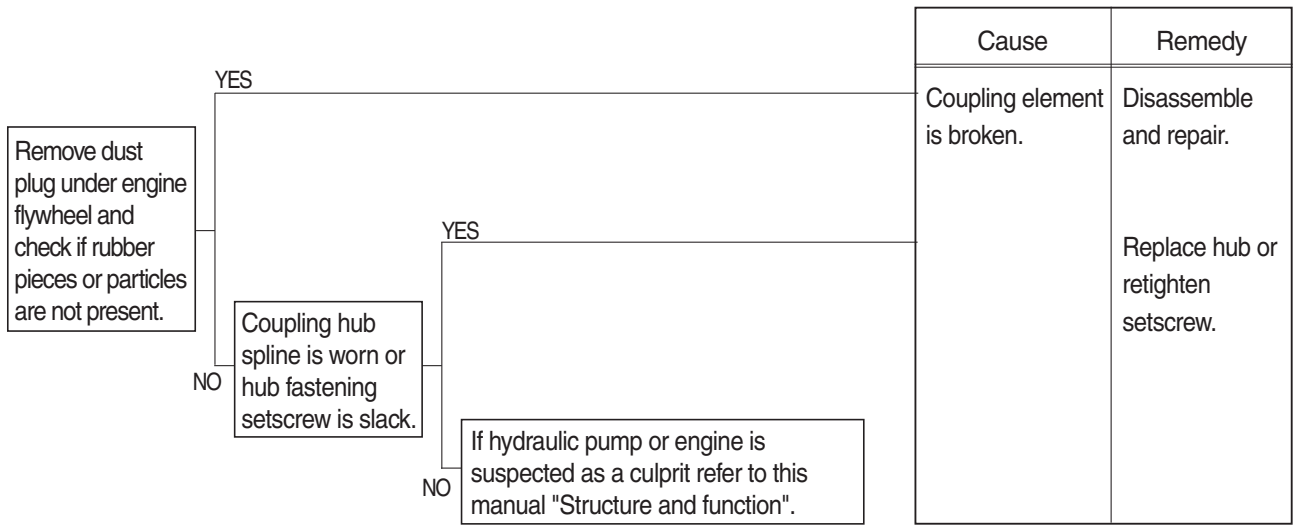 Cause
Remedy
YES
Coupling element
is broken.
Disassemble
and repair.
Remove dust
plug under engine
flywheel and
check if rubber
pieces or particles
are not present.
YES
Replace hub or
retighten
setscrew.
NO
Coupling hub
spline is worn or
hub fastening
setscrew is slack.
NO
If hydraulic pump or engine is
suspected as a culprit refer to this
manual "Structure and function".